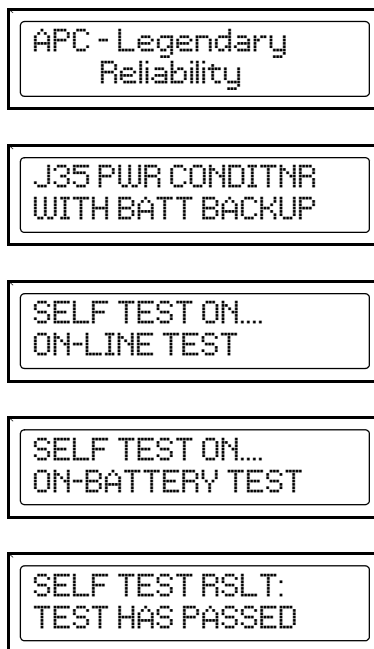 APC - Legendary
Reliability
J35 PWR CONDITNR
WITH BATT BACKUP
SELF TEST ON....
ON-LINE TEST
SELF TEST ON....
ON-BATTERY TEST
SELF TEST RSLT:
TEST HAS PASSED